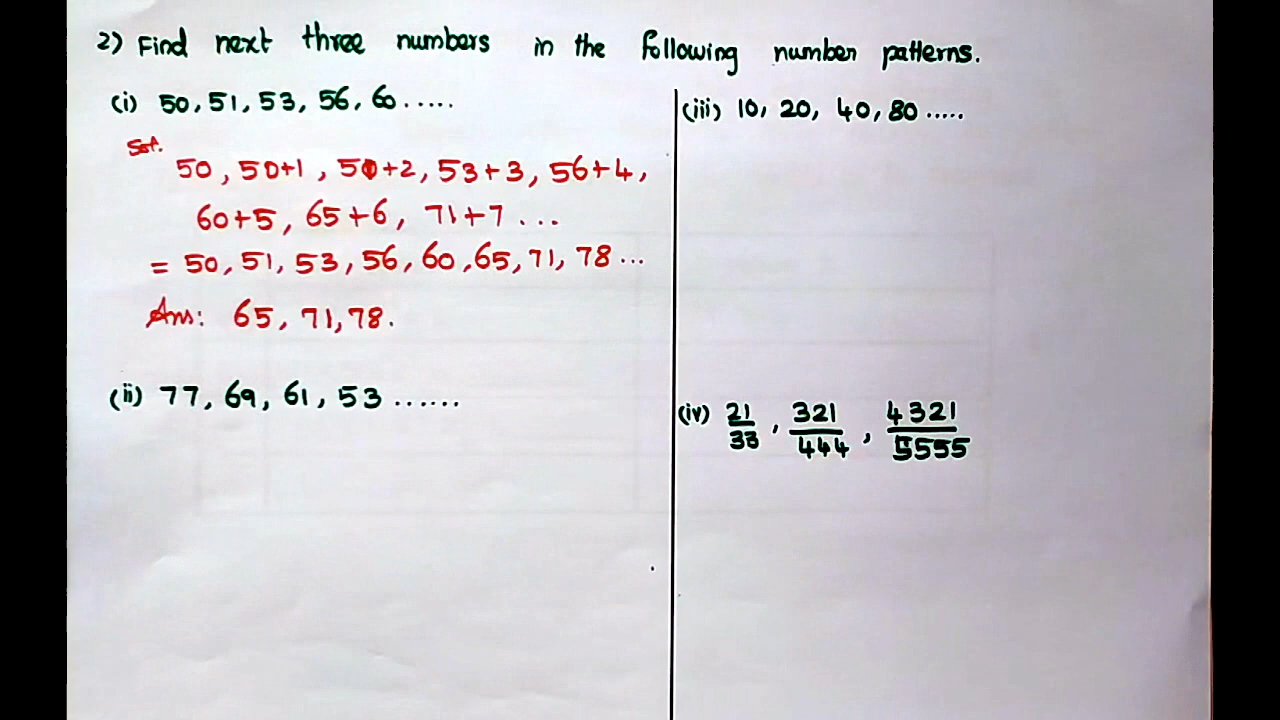 2) Find next three numbers in the following number patterns.
(i) 50, 51, 53, 56, 60 .....
Sol.
50, 50+1, 51+2, 53+3, 56+4,
60+5, 65+6, 71+7 ...
= 50, 51, 53, 56, 60, 65, 71, 78 ...
Ans: 65, 71, 78.
(ii) 77, 69, 61, 53 ......
(iii) 10, 20, 40, 80 .....
(iv) 21/33, 321/444, 4321/5555